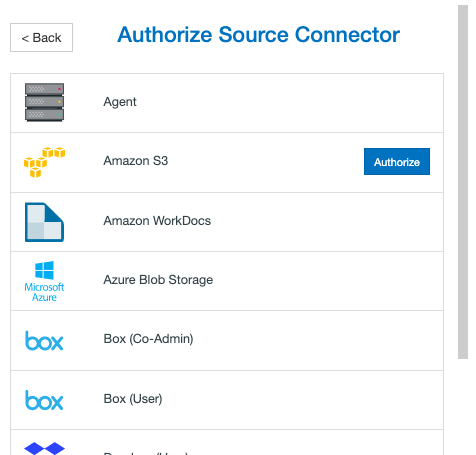 < Back
Authorize Source Connector
Agent
Amazon S3
Authorize
Amazon WorkDocs
Microsoft
Azure
Azure Blob Storage
box
Box (Co-Admin)
box
Box (User)